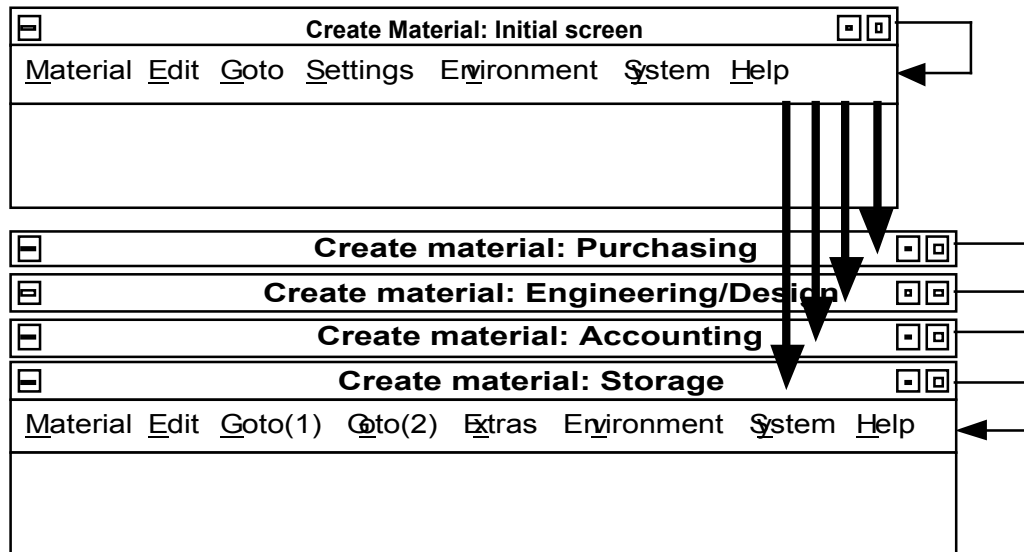 Create Material: Initial screen
Material Edit Goto Settings Environment System Help
Create material: Purchasing
Create material: Engineering/Design
Create material: Accounting
Create material: Storage
Material Edit Goto(1) Goto(2) Extras Environment System Help